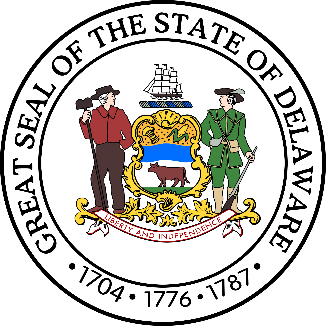 GREAT SEAL OF THE STATE OF DELAWARE
LIBERTY AND INDEPENDENCE
• 1704 • 1776 • 1787 •